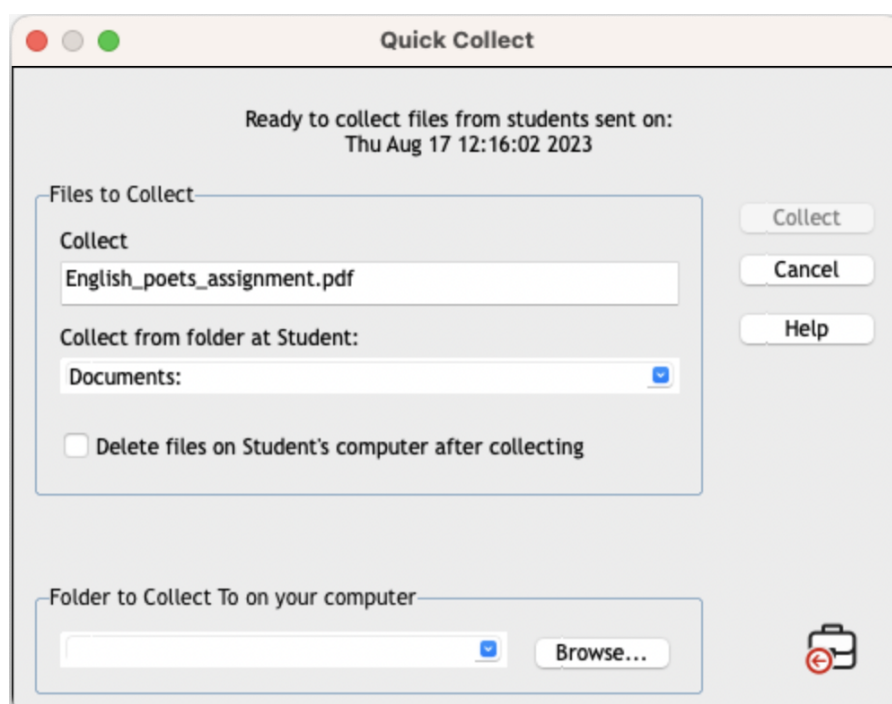 Quick Collect
Ready to collect files from students sent on:
Thu Aug 17 12:16:02 2023
Files to Collect
Collect
Collect
English_poets_assignment.pdf
Cancel
Collect from folder at Student:
Help
Documents:
Delete files on Student's computer after collecting
Folder to Collect To on your computer
Browse...